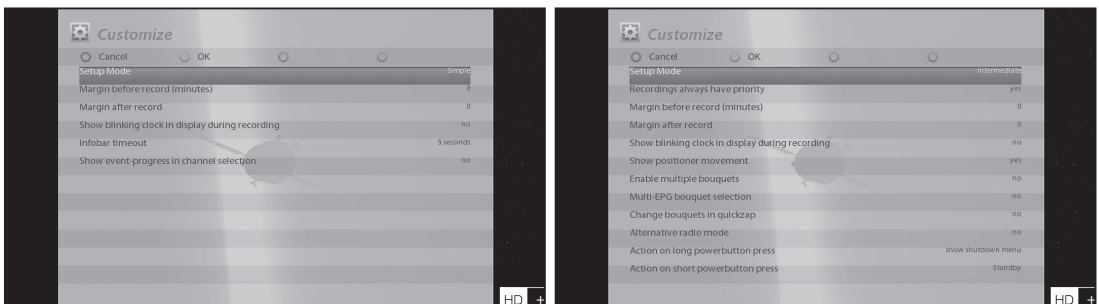 Customize
Cancel OK
Setup Mode Simple
Margin before record (minutes) 0
Margin after record 0
Show blinking clock in display during recording no
Infobar timeout 5 seconds
Show event-progress in channel selection no
HD +
Customize
Cancel OK
Setup Mode Intermediate
Recordings always have priority yes
Margin before record (minutes) 0
Margin after record 0
Show blinking clock in display during recording no
Show positioner movement yes
Enable multiple bouquets no
Multi-EPG bouquet selection no
Change bouquets in quickzap no
Alternative radio mode no
Action on long powerbutton press show shutdown menu
Action on short powerbutton press Standby
HD +